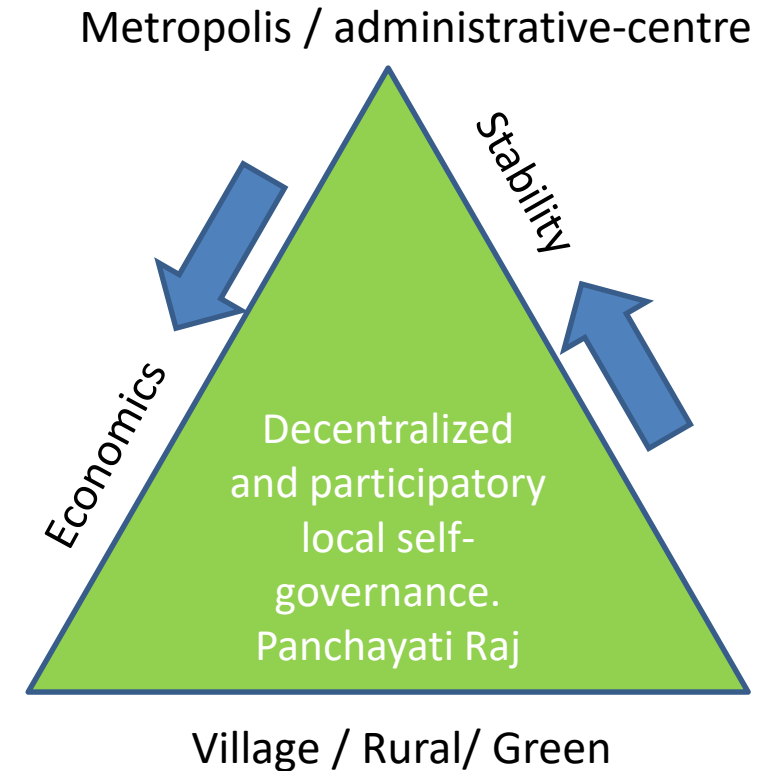 Metropolis / administrative-centre
Stability
Economics
Decentralized
and participatory
local self-
governance.
Panchayati Raj
Village / Rural/ Green